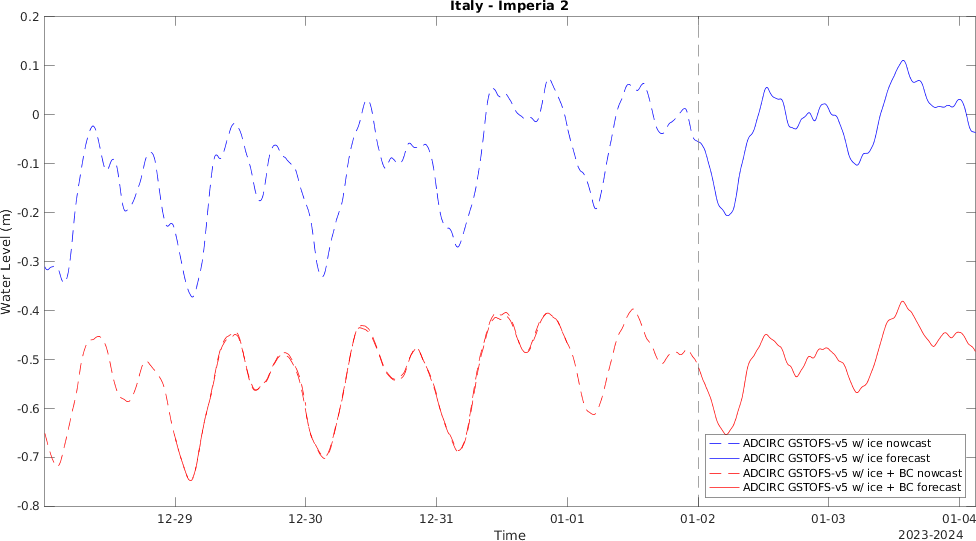 Italy - Imperia 2
0.2
0.1
0
-0.1
-0.2
-0.3
-0.4
-0.5
-0.6
-0.7
-0.8
Water Level (m)
ADCIRC GSTOFS-v5 w/ ice nowcast
ADCIRC GSTOFS-v5 w/ ice forecast
ADCIRC GSTOFS-v5 w/ ice + BC nowcast
ADCIRC GSTOFS-v5 w/ ice + BC forecast
12-29
12-30
12-31
01-01
01-02
01-03
01-04
Time
2023-2024